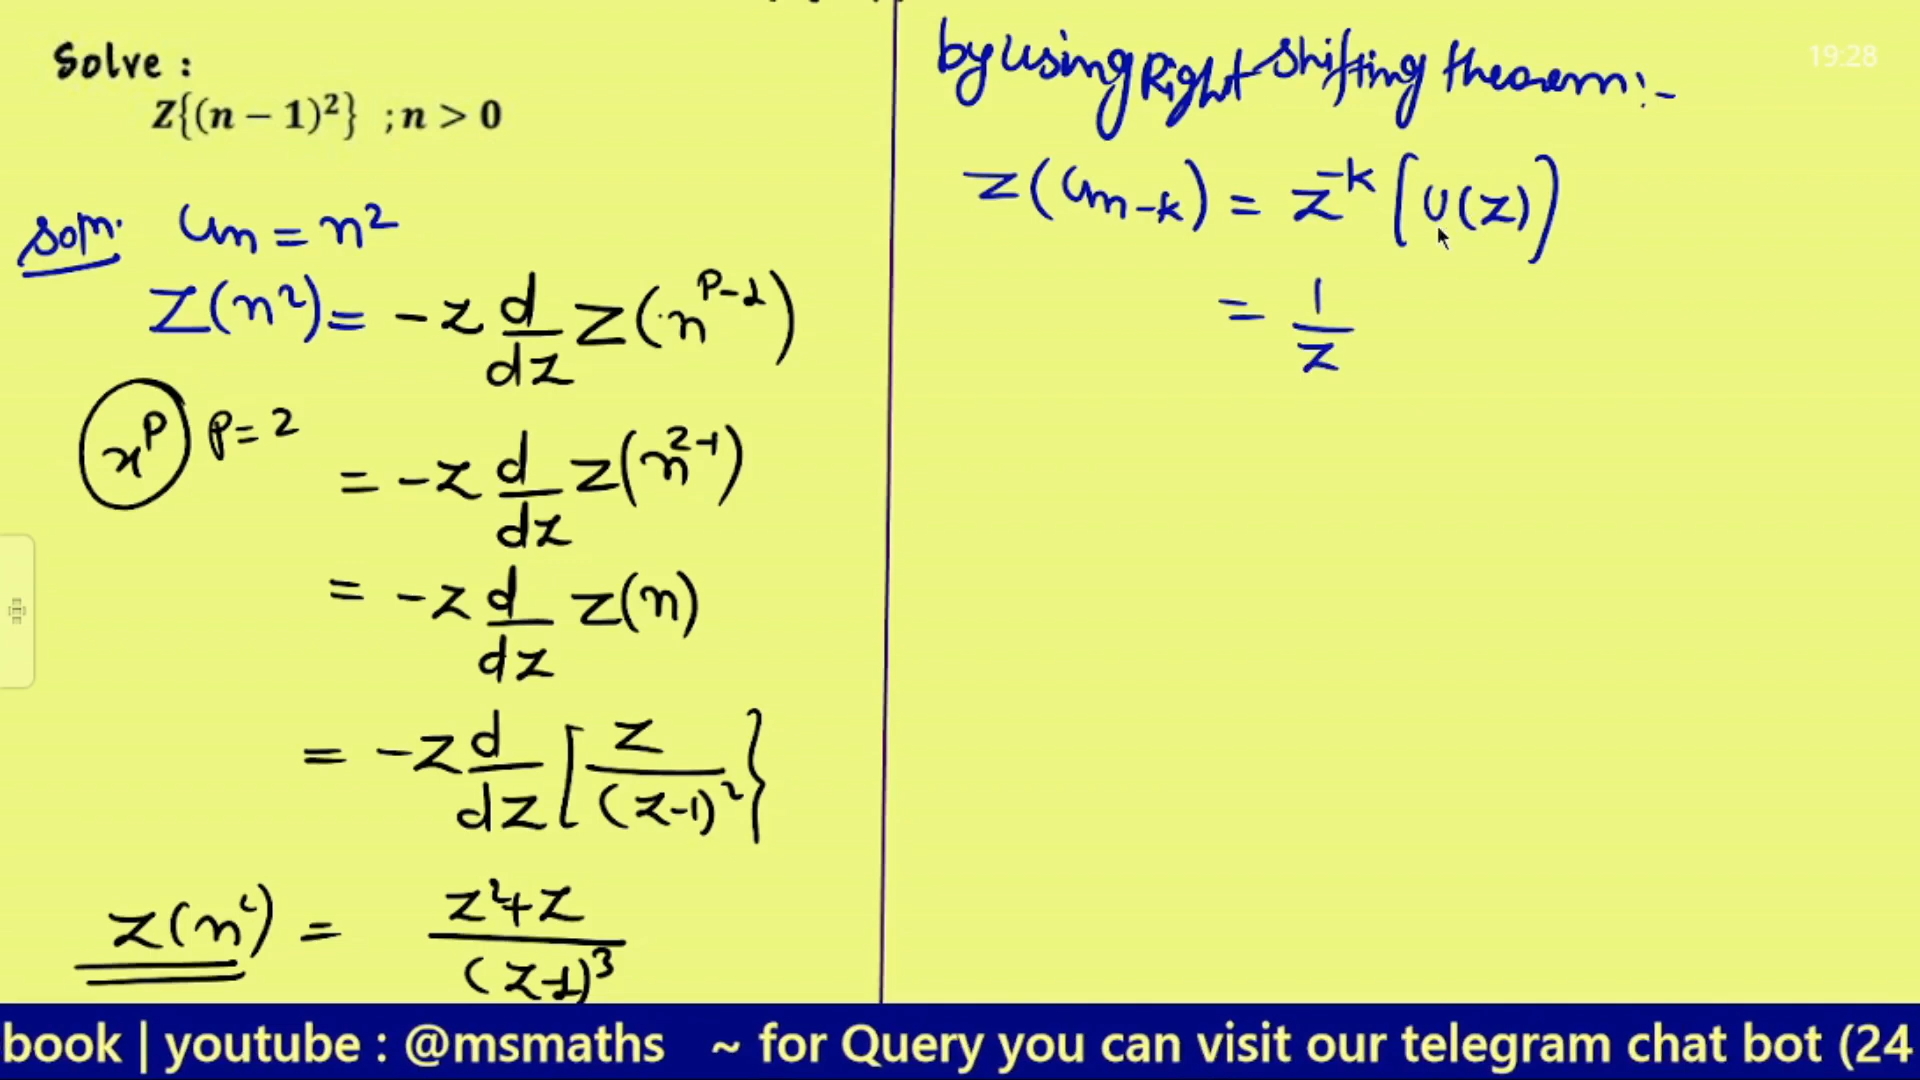 Solve :
Z{(n − 1)²} ; n > 0
soln. uₙ = n²
Z(n²) = -z d/dz Z(n^(p-1))
n^p p=2
= -z d/dz Z(n^(2-1))
= -z d/dz Z(n)
= -z d/dz [z/(z-1)²}
Z(n²) = (z²+z)/(z-1)³
by using Right Shifting theorem:-
Z(uₙ₋ₖ) = z^-k [U(z)]
= 1/z
19:28
book | youtube : @msmaths ~ for Query you can visit our telegram chat bot (24